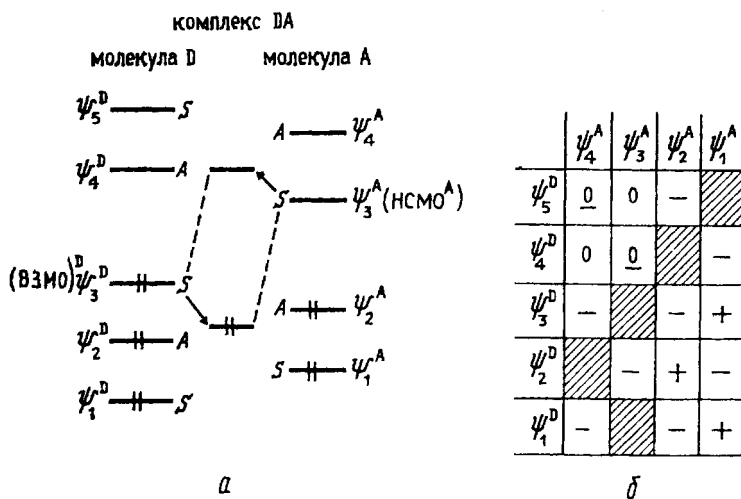 комплекс DA
молекула D молекула A
ψ₅ᴰ S
A ψ₄ᴬ
ψ₄ᴰ A
S ψ₃ᴬ (НСМОᴬ)
(ВЗМО)ᴰ ψ₃ᴰ S
A ψ₂ᴬ
ψ₂ᴰ A
S ψ₁ᴬ
ψ₁ᴰ S
а
ψ₄ᴬ ψ₃ᴬ ψ₂ᴬ ψ₁ᴬ
ψ₅ᴰ 0 0 −
ψ₄ᴰ 0 0 −
ψ₃ᴰ − − +
ψ₂ᴰ − + −
ψ₁ᴰ − − +
б